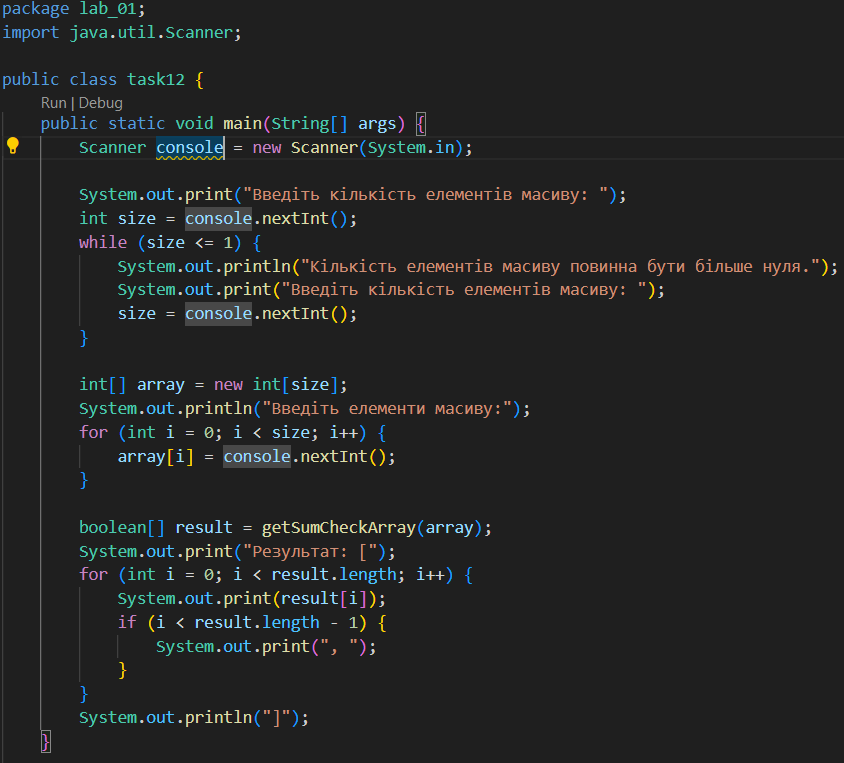 package lab_01;
import java.util.Scanner;

public class task12 {
    Run | Debug
    public static void main(String[] args) {
        Scanner console = new Scanner(System.in);

        System.out.print("Введіть кількість елементів масиву: ");
        int size = console.nextInt();
        while (size <= 1) {
            System.out.println("Кількість елементів масиву повинна бути більше нуля.");
            System.out.print("Введіть кількість елементів масиву: ");
            size = console.nextInt();
        }

        int[] array = new int[size];
        System.out.println("Введіть елементи масиву:");
        for (int i = 0; i < size; i++) {
            array[i] = console.nextInt();
        }

        boolean[] result = getSumCheckArray(array);
        System.out.print("Результат: [");
        for (int i = 0; i < result.length; i++) {
            System.out.print(result[i]);
            if (i < result.length - 1) {
                System.out.print(", ");
            }
        }
        System.out.println("]");
    }